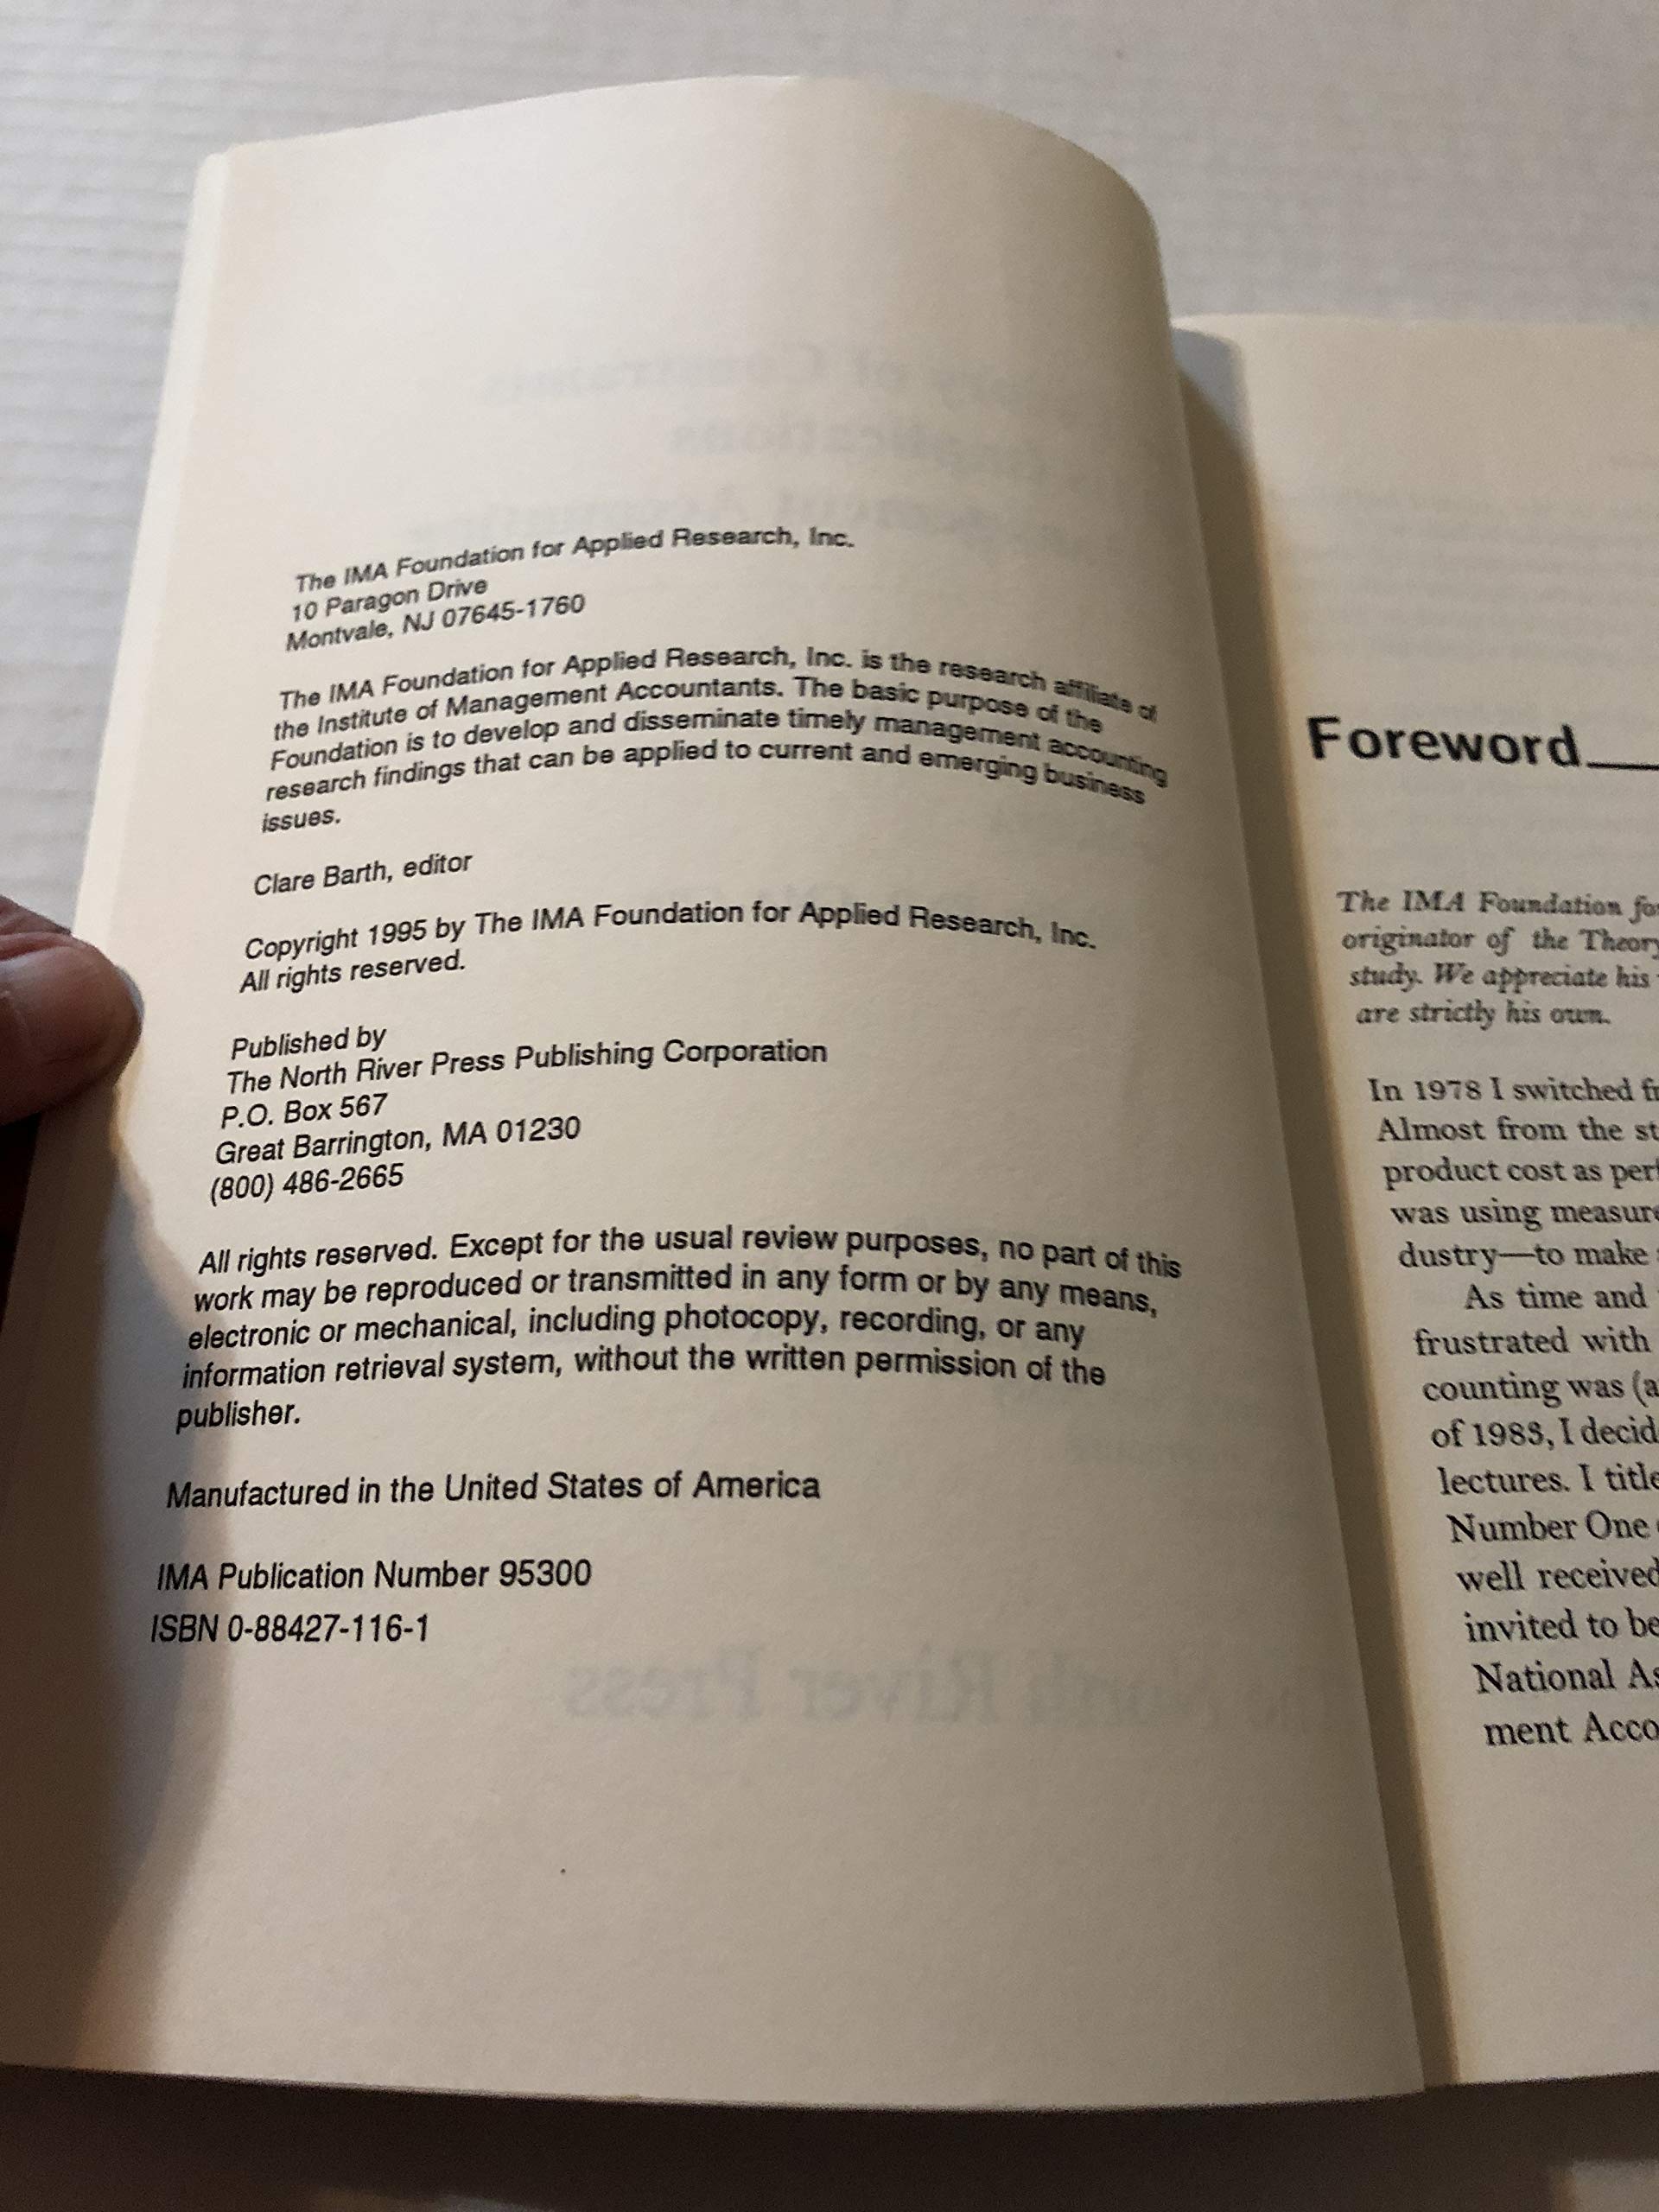 The IMA Foundation for Applied Research, Inc.
10 Paragon Drive
Montvale, NJ 07645-1760
The IMA Foundation for Applied Research, Inc. is the research affiliate of
the Institute of Management Accountants. The basic purpose of the
Foundation is to develop and disseminate timely management accounting
research findings that can be applied to current and emerging business
issues.
Clare Barth, editor
Copyright 1995 by The IMA Foundation for Applied Research, Inc.
All rights reserved.
Published by
The North River Press Publishing Corporation
P.O. Box 567
Great Barrington, MA 01230
(800) 486-2665
All rights reserved. Except for the usual review purposes, no part of this
work may be reproduced or transmitted in any form or by any means,
electronic or mechanical, including photocopy, recording, or any
information retrieval system, without the written permission of the
publisher.
Manufactured in the United States of America
IMA Publication Number 95300
ISBN 0-88427-116-1
Foreword
The IMA Foundation
originator of the
study. We appreciate his
are strictly his own.
In 1978 I switched
Almost from the
product cost as
was using
dustry—to make
As time and
frustrated with
counting was
of 1983, I
lectures. I
Number One
well received
invited to
National
ment